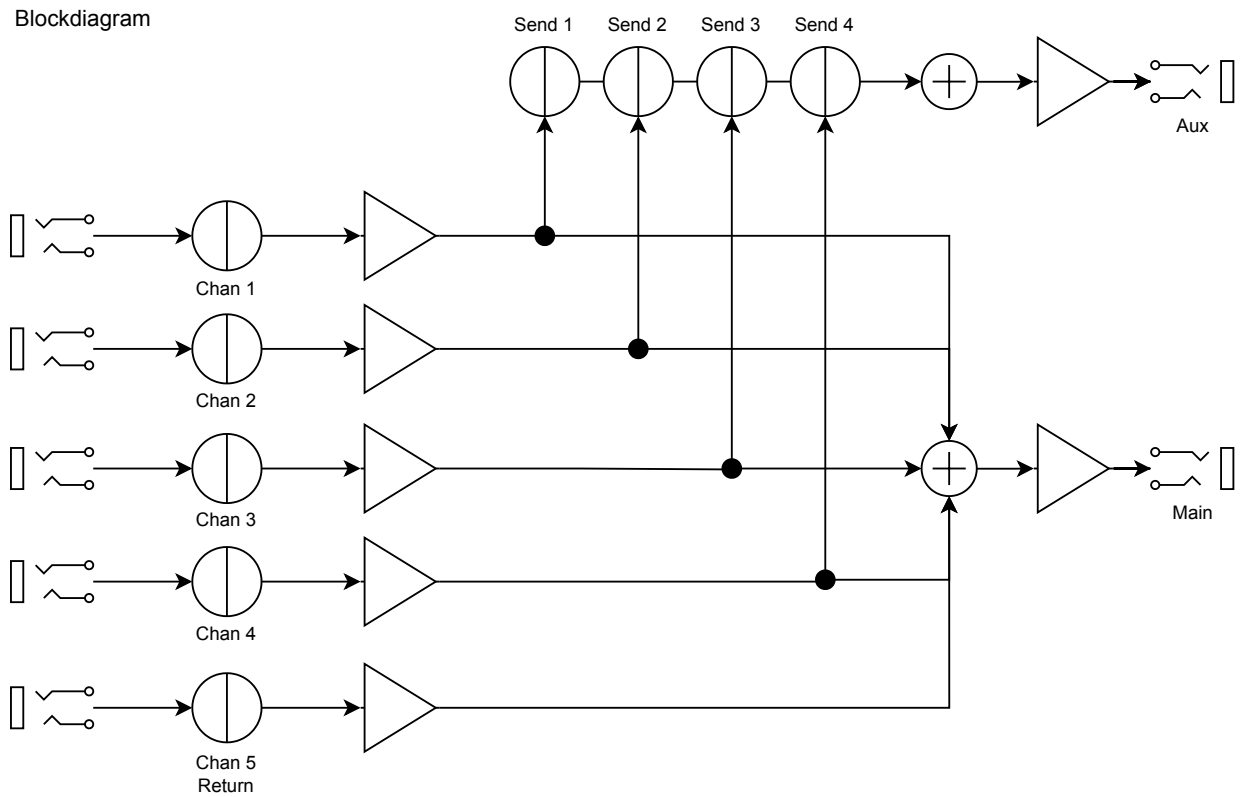 Blockdiagram
Send 1
Send 2
Send 3
Send 4
Aux
Chan 1
Chan 2
Chan 3
Main
Chan 4
Chan 5
Return